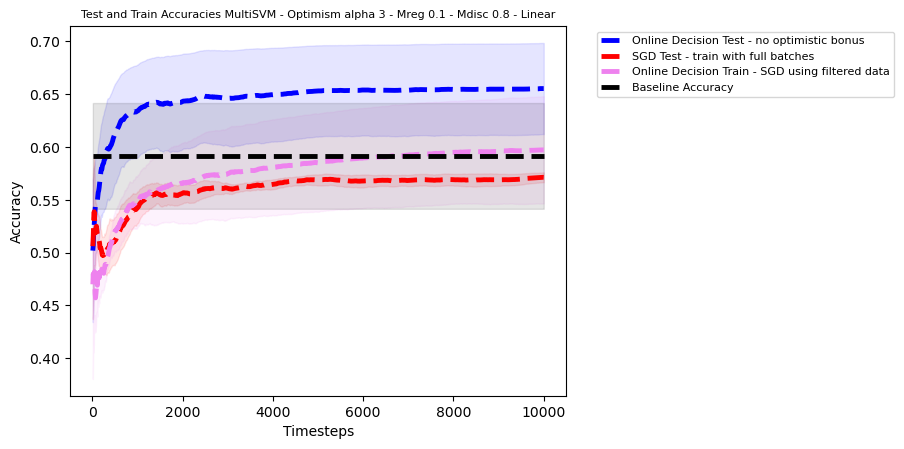 Test and Train Accuracies MultiSVM - Optimism alpha 3 - Mreg 0.1 - Mdisc 0.8 - Linear
Online Decision Test - no optimistic bonus
SGD Test - train with full batches
Online Decision Train - SGD using filtered data
Baseline Accuracy
Accuracy
0.70
0.65
0.60
0.55
0.50
0.45
0.40
0
2000
4000
6000
8000
10000
Timesteps